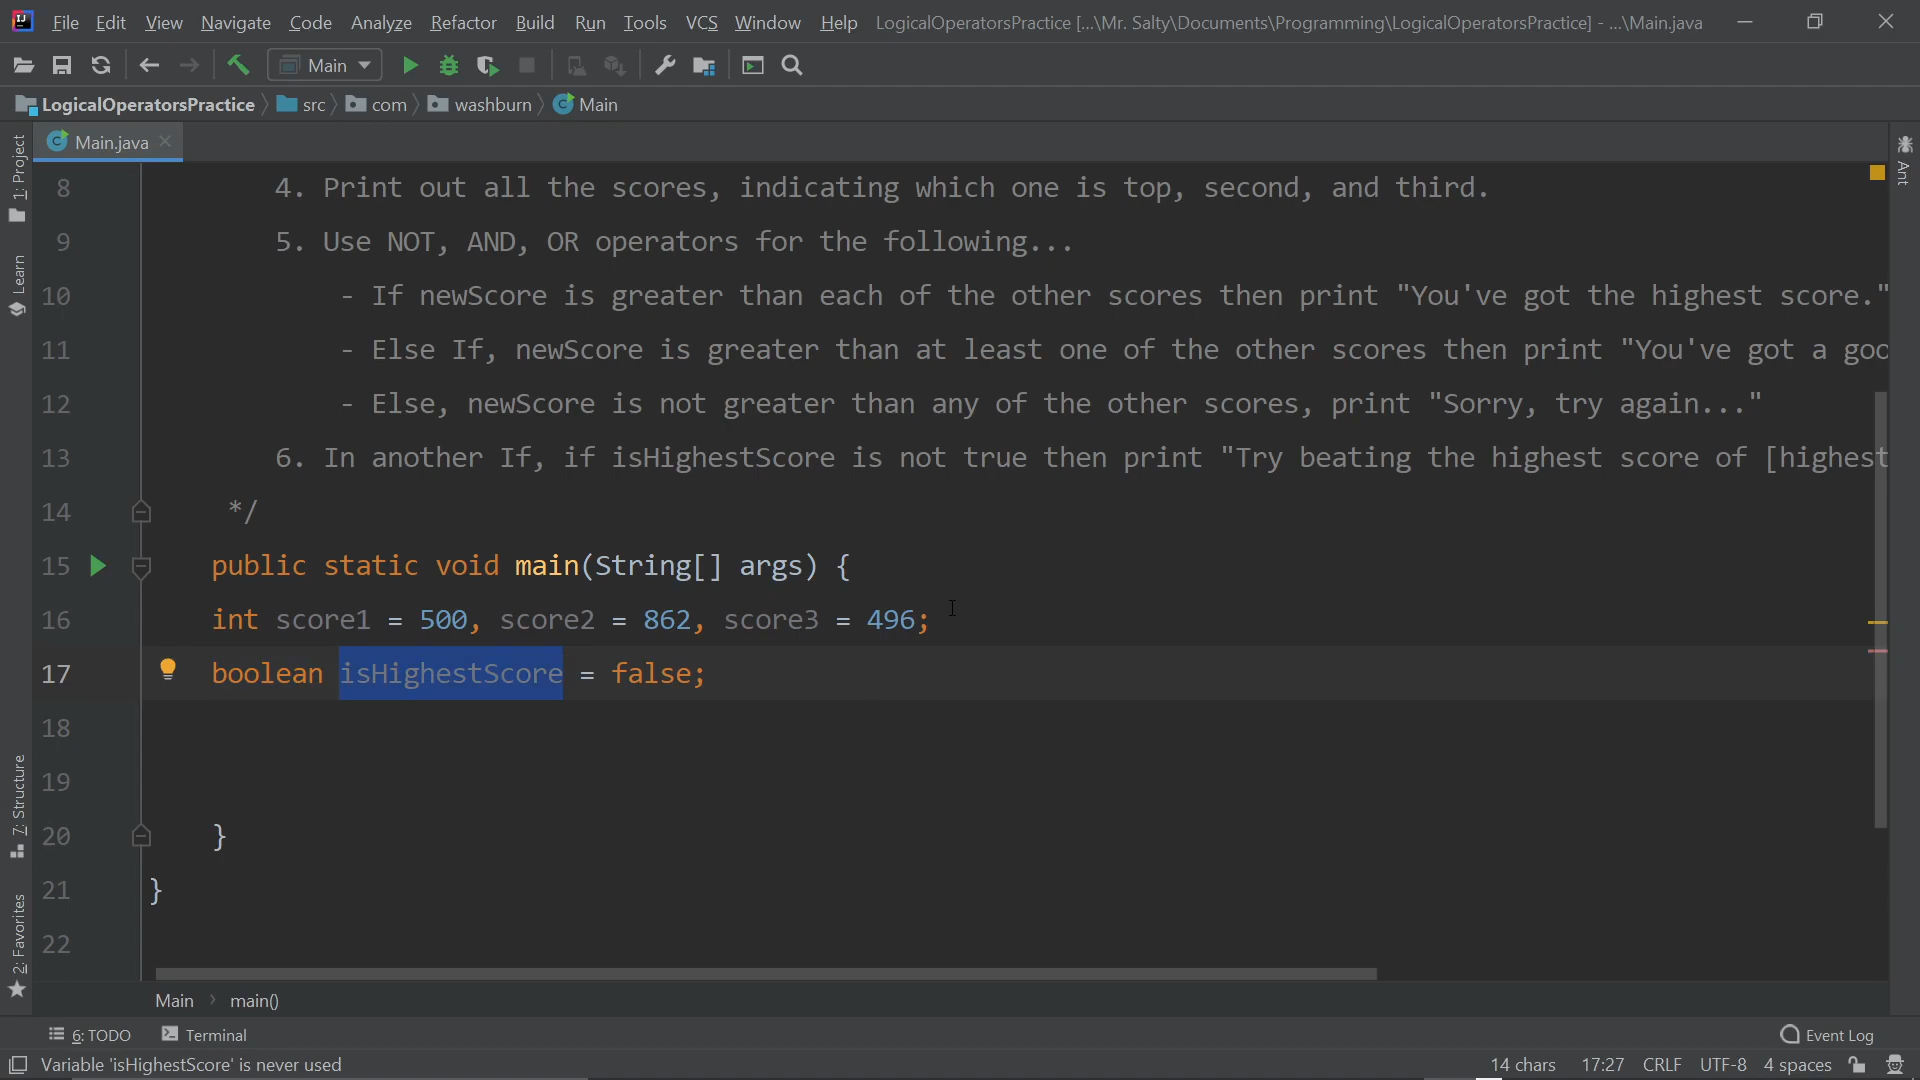 File Edit View Navigate Code Analyze Refactor Build Run Tools VCS Window Help LogicalOperatorsPractice [...\Mr. Salty\Documents\Programming\LogicalOperatorsPractice] - ...\Main.java
Main
LogicalOperatorsPractice src com washburn Main
Main.java
1: Project
Learn
7: Structure
2: Favorites
Ant
8 4. Print out all the scores, indicating which one is top, second, and third.
9 5. Use NOT, AND, OR operators for the following...
10 - If newScore is greater than each of the other scores then print "You've got the highest score."
11 - Else If, newScore is greater than at least one of the other scores then print "You've got a goo
12 - Else, newScore is not greater than any of the other scores, print "Sorry, try again..."
13 6. In another If, if isHighestScore is not true then print "Try beating the highest score of [highest
14 */
15 public static void main(String[] args) {
16 int score1 = 500, score2 = 862, score3 = 496;
17 boolean isHighestScore = false;
18
19
20 }
21 }
22
Main main()
6: TODO Terminal Event Log
Variable 'isHighestScore' is never used 14 chars 17:27 CRLF UTF-8 4 spaces